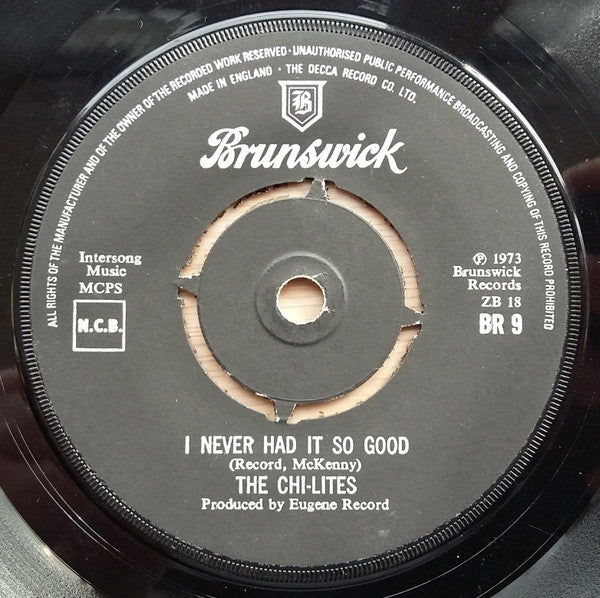 ALL RIGHTS OF THE MANUFACTURER AND OF THE OWNER OF THE RECORDED WORK RESERVED · UNAUTHORISED PUBLIC PERFORMANCE BROADCASTING AND COPYING OF THIS RECORD PROHIBITED
MADE IN ENGLAND · THE DECCA RECORD CO. LTD.
B
Brunswick
Intersong
Music
MCPS
N.C.B.
℗ 1973
Brunswick
Records
ZB 18
BR 9
I NEVER HAD IT SO GOOD
(Record, McKenny)
THE CHI-LITES
Produced by Eugene Record